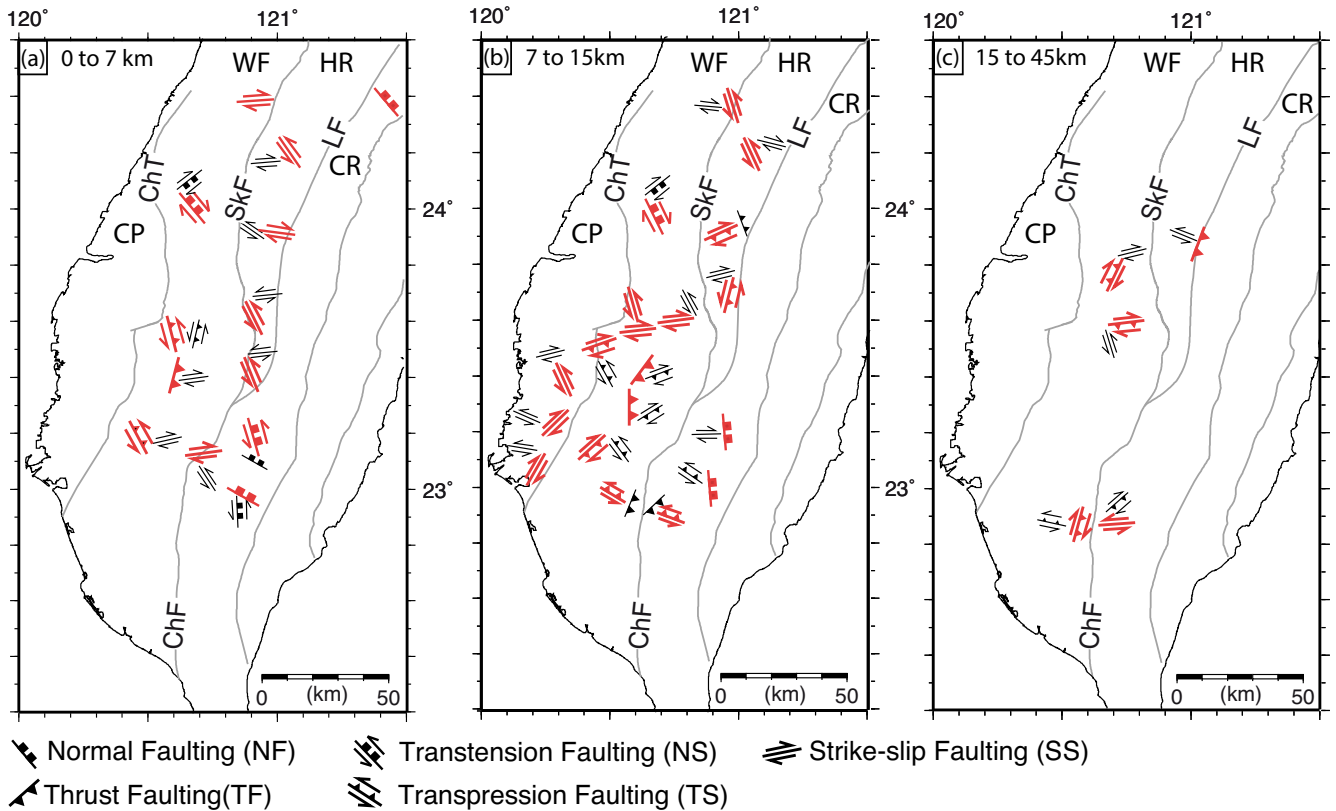 120˚ 121˚ 120˚ 121˚ 120˚ 121˚
(a) 0 to 7 km WF HR
(b) 7 to 15km WF HR
(c) 15 to 45km WF HR
CR CR
LF LF LF
CR
ChT ChT ChT
SkF SkF SkF
24˚ 24˚ 24˚
CP CP CP
23˚ 23˚ 23˚
ChF ChF ChF
0 (km) 50 0 (km) 50 0 (km) 50
Normal Faulting (NF) Transtension Faulting (NS) Strike-slip Faulting (SS)
Thrust Faulting(TF) Transpression Faulting (TS)